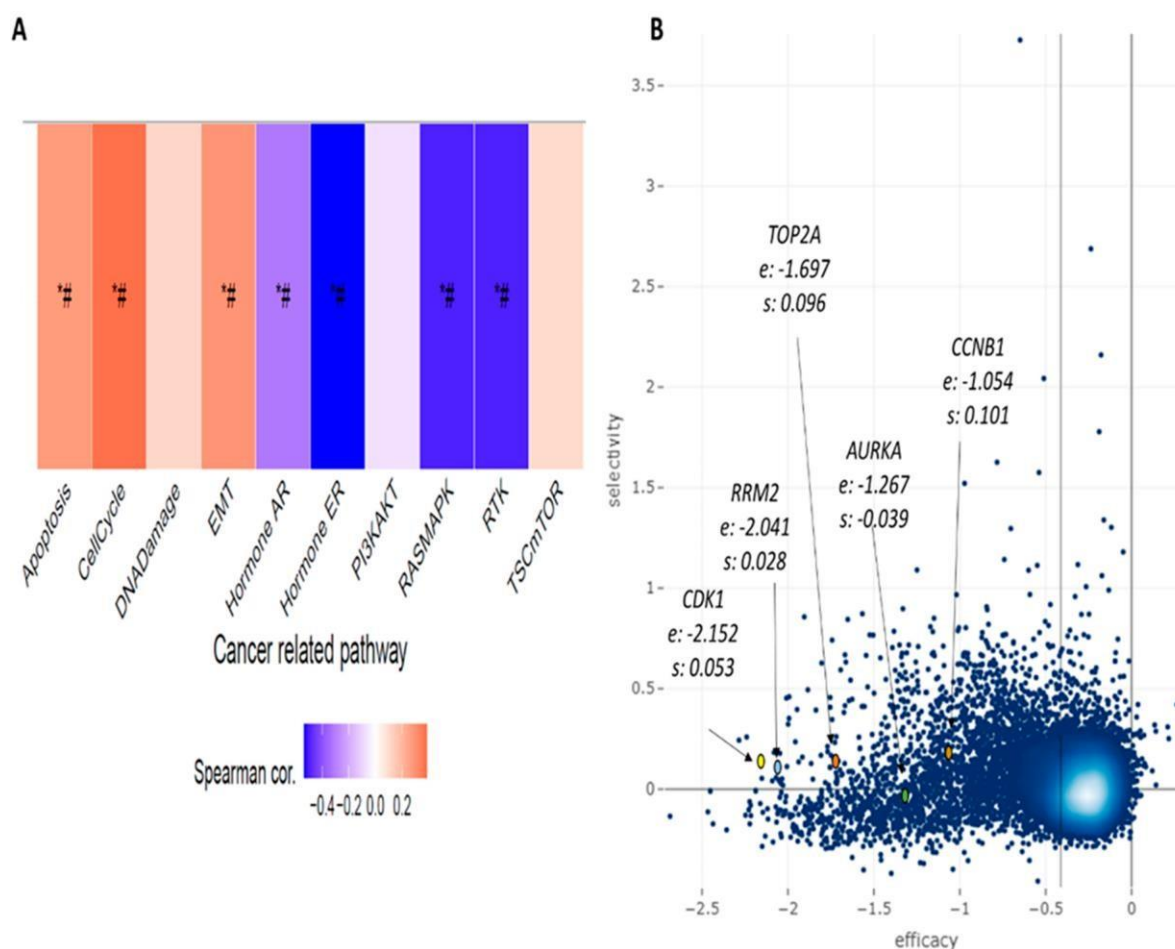 A
*#
*#
*#
*#
*#
*#
*#
Apoptosis
CellCycle
DNADamage
EMT
Hormone AR
Hormone ER
PI3KAKT
RASMAPK
RTK
TSCmTOR
Cancer related pathway
Spearman cor.
−0.4 −0.2 0.0 0.2
B
3.5
3
2.5
2
1.5
1
0.5
0
selectivity
TOP2A
e: -1.697
s: 0.096
CCNB1
e: -1.054
s: 0.101
AURKA
e: -1.267
s: -0.039
RRM2
e: -2.041
s: 0.028
CDK1
e: -2.152
s: 0.053
−2.5 −2 −1.5 −1 −0.5 0
efficacy